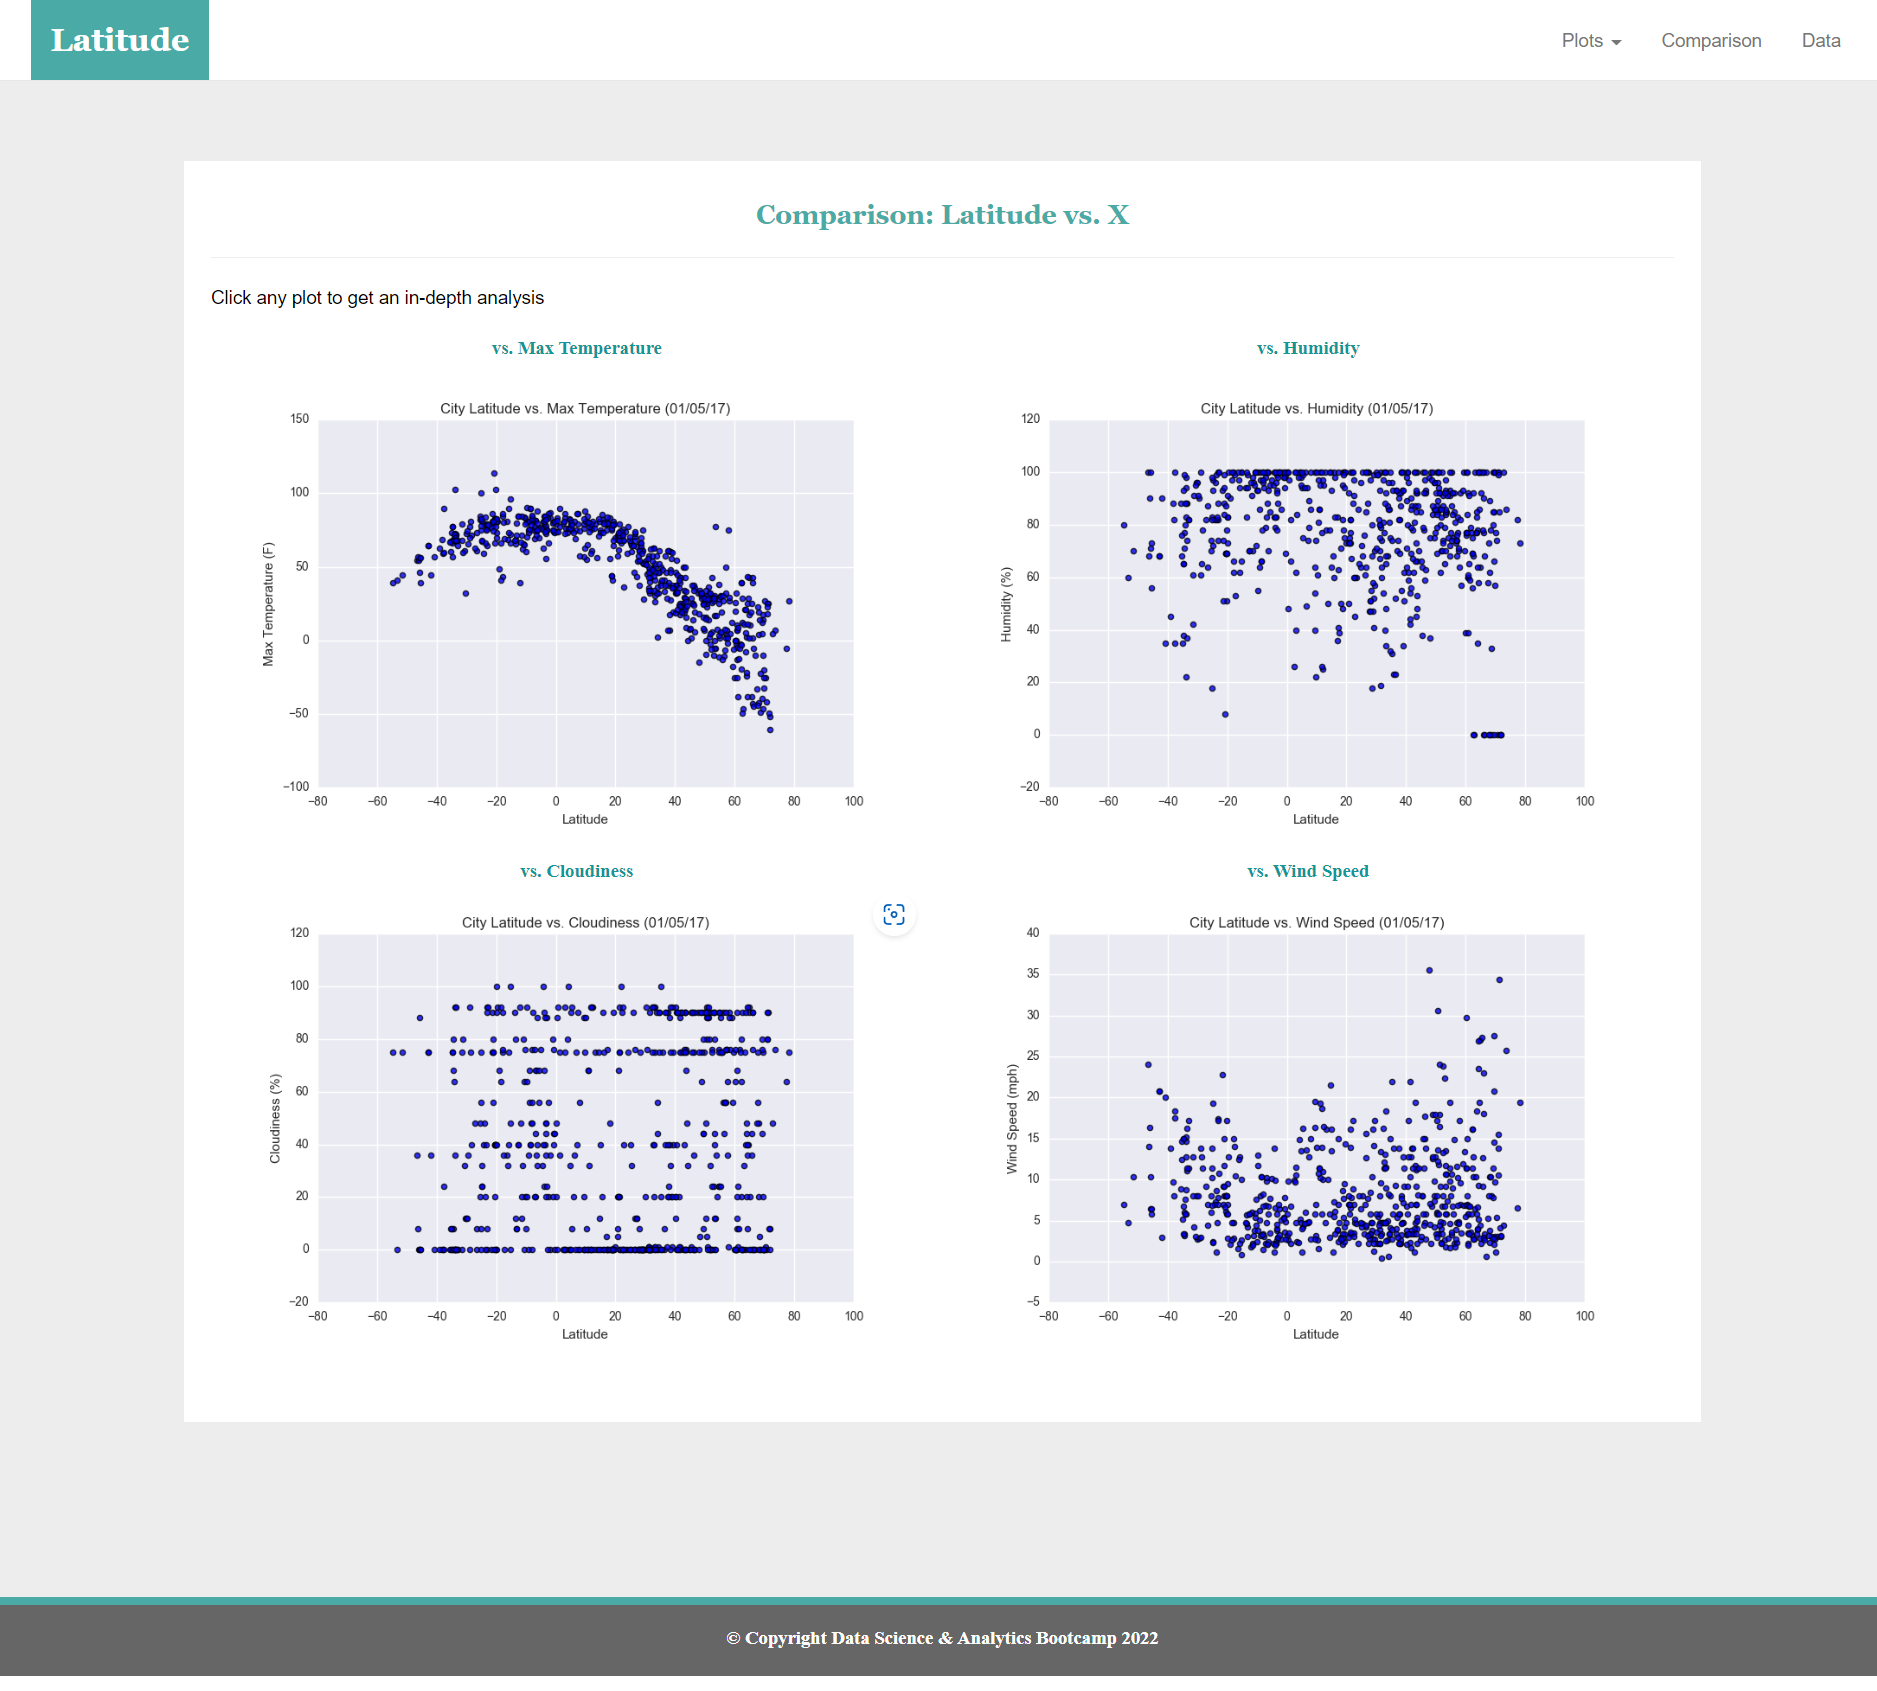 Latitude
Plots
Comparison
Data
Comparison: Latitude vs. X
Click any plot to get an in-depth analysis
vs. Max Temperature
City Latitude vs. Max Temperature (01/05/17)
150
100
50
0
−50
−100
Max Temperature (F)
−80 −60 −40 −20 0 20 40 60 80 100
Latitude
vs. Humidity
City Latitude vs. Humidity (01/05/17)
120
100
80
60
40
20
0
−20
Humidity (%)
−80 −60 −40 −20 0 20 40 60 80 100
Latitude
vs. Cloudiness
City Latitude vs. Cloudiness (01/05/17)
120
100
80
60
40
20
0
−20
Cloudiness (%)
−80 −60 −40 −20 0 20 40 60 80 100
Latitude
vs. Wind Speed
City Latitude vs. Wind Speed (01/05/17)
40
35
30
25
20
15
10
5
0
−5
Wind Speed (mph)
−80 −60 −40 −20 0 20 40 60 80 100
Latitude
© Copyright Data Science & Analytics Bootcamp 2022